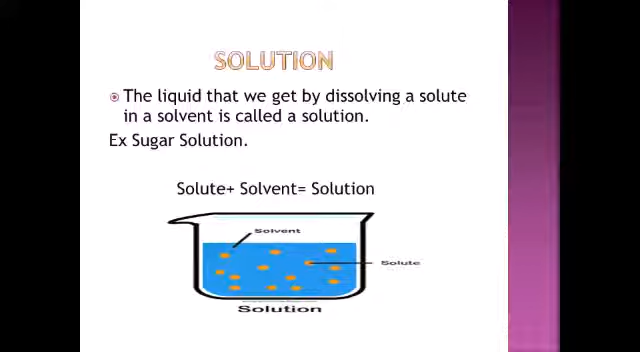 SOLUTION
The liquid that we get by dissolving a solute
in a solvent is called a solution.
Ex Sugar Solution.
Solute+ Solvent= Solution
Solvent
Solute
Solution